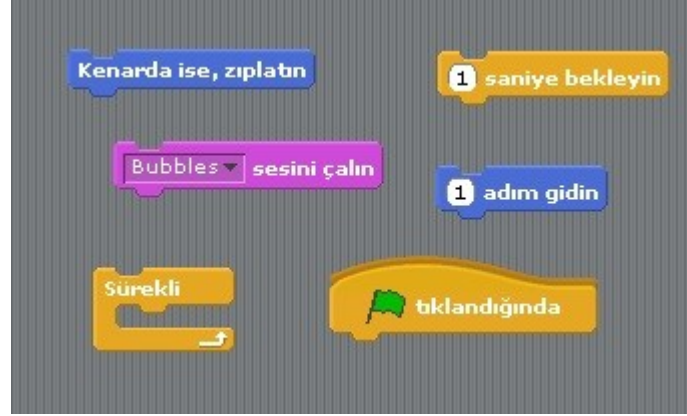 Kenarda ise, zıplatın
1 saniye bekleyin
Bubbles sesini çalın
1 adım gidin
Sürekli
tıklandığında